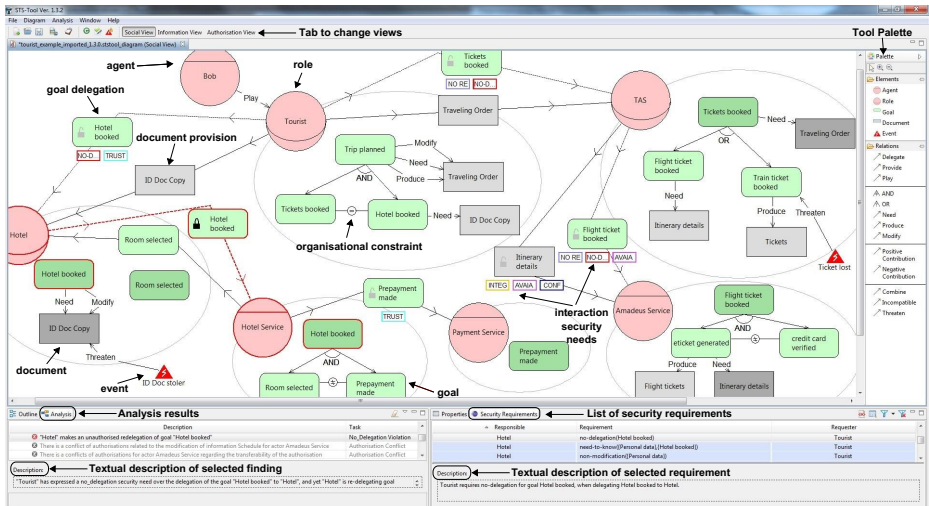 STS-Tool Ver. 1.3.2
File Diagram Analysis Window Help
Social View Information View Authorisation View
Tab to change views
Tool Palette
*tourist_example_imported_1.3.0.ststool_diagram (Social View)
Palette
Elements
Agent
Role
Goal
Document
Event
Relations
Delegate
Provide
Play
AND
OR
Need
Produce
Modify
Positive
Contribution
Negative
Contribution
Combine
Incompatible
Threaten
agent
Bob
Play
role
Tourist
Tickets
booked
NO RE NO-D...
Traveling Order
TAS
goal delegation
Hotel
booked
NO-D... TRUST
document provision
ID Doc Copy
Trip planned
Modify
Need
Produce
Traveling Order
AND
Tickets booked
Hotel booked
Need
ID Doc Copy
organisational constraint
Tickets booked
Need
Traveling Order
OR
Flight ticket
booked
Need
Itinerary details
Train ticket
booked
Produce
Threaten
Tickets
Ticket lost
Hotel
Room selected
Hotel
booked
Hotel booked
Room selected
Need
Modify
ID Doc Copy
document
Threaten
event
ID Doc stoler
Hotel Service
Prepayment
made
TRUST
Hotel booked
AND
Room selected
Prepayment
made
goal
Payment Service
Prepayment
made
Flight ticket
booked
NO RE NO-D... AVAIA
Itinerary
details
INTEG AVAIA CONF
interaction
security
needs
Amadeus Service
Flight ticket
booked
AND
eticket generated
credit card
verified
Produce
Need
Flight tickets
Itinerary details
Outline Analysis
Analysis results
Description
Task
"Hotel" makes an unauthorised redelegation of goal "Hotel booked"
No_Delegation Violation
There is a conflict of authorisations related to the modification of information Schedule for actor Amadeus Service
Authorisation Conflict
There is a conflict of authorisations for actor Amadeus Service regarding the transferability of the authorisation
Authorisation Conflict
Description:
Textual description of selected finding
"Tourist" has expressed a no_delegation security need over the delegation of the goal "Hotel booked" to "Hotel", and yet "Hotel" is re-delegating goal
Properties Security Requirements
List of security requirements
Responsible
Requirement
Requester
Hotel
no-delegation(Hotel booked)
Tourist
Hotel
need-to-know([Personal data],[Hotel booked])
Tourist
Hotel
non-modification([Personal data])
Tourist
Description:
Textual description of selected requirement
Tourist requires no-delegation for goal Hotel booked, when delegating Hotel booked to Hotel.